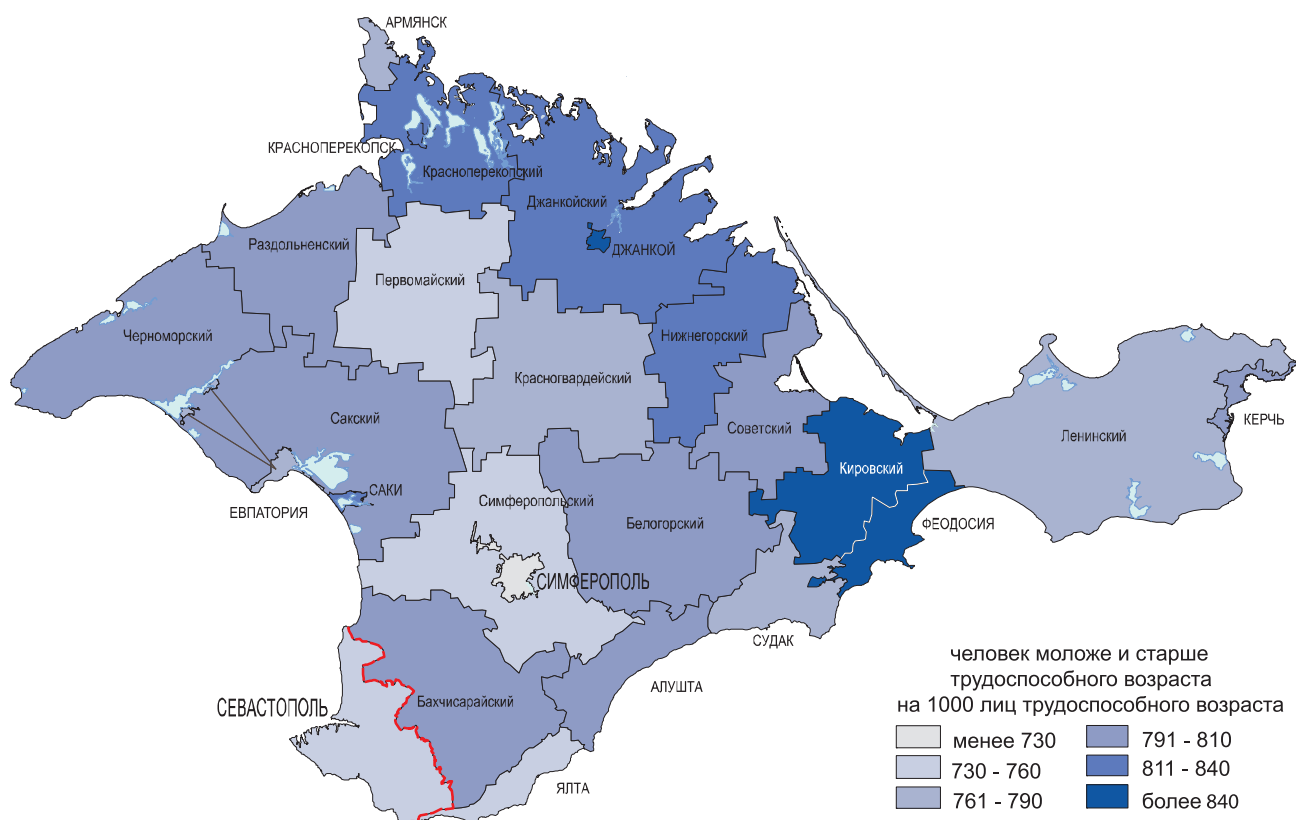 АРМЯНСК
КРАСНОПЕРЕКОПСК
Красноперекопский
Джанкойский
Раздольненский
ДЖАНКОЙ
Первомайский
Черноморский
Нижнегорский
Красногвардейский
Сакский
Советский
Ленинский
КЕРЧЬ
Кировский
САКИ
Симферопольский
ЕВПАТОРИЯ
Белогорский
ФЕОДОСИЯ
СИМФЕРОПОЛЬ
СУДАК
АЛУШТА
Бахчисарайский
СЕВАСТОПОЛЬ
ЯЛТА
человек моложе и старше
трудоспособного возраста
на 1000 лиц трудоспособного возраста
менее 730
791 - 810
730 - 760
811 - 840
761 - 790
более 840